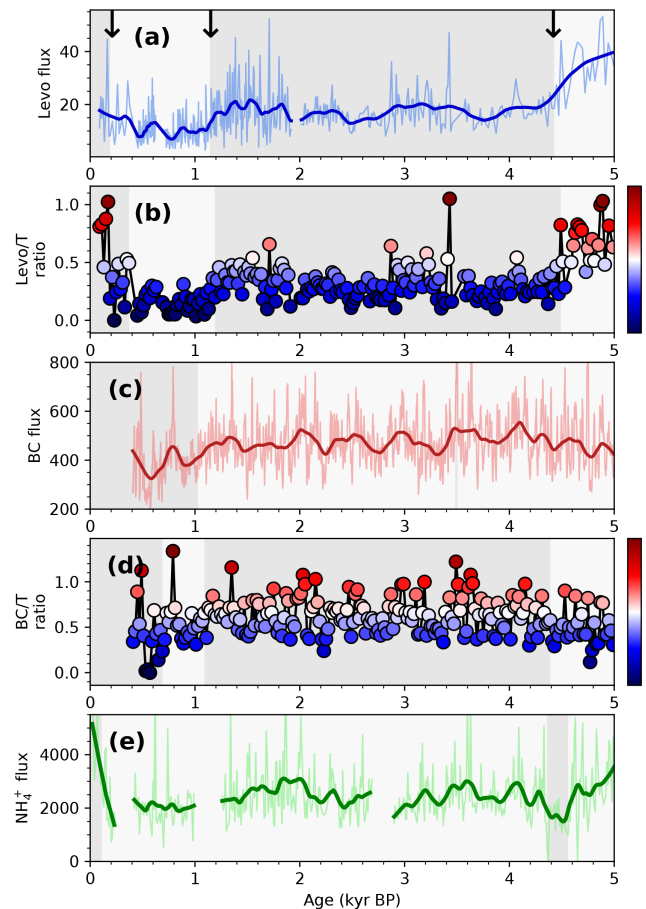 (a)
Levo flux
20
40
0 1 2 3 4 5
(b)
Levo/T
ratio
0.0
0.5
1.0
0 1 2 3 4 5
(c)
BC flux
200
400
600
800
0 1 2 3 4 5
(d)
BC/T
ratio
0.0
0.5
1.0
0 1 2 3 4 5
(e)
NH₄⁺ flux
0
2000
4000
0 1 2 3 4 5
Age (kyr BP)